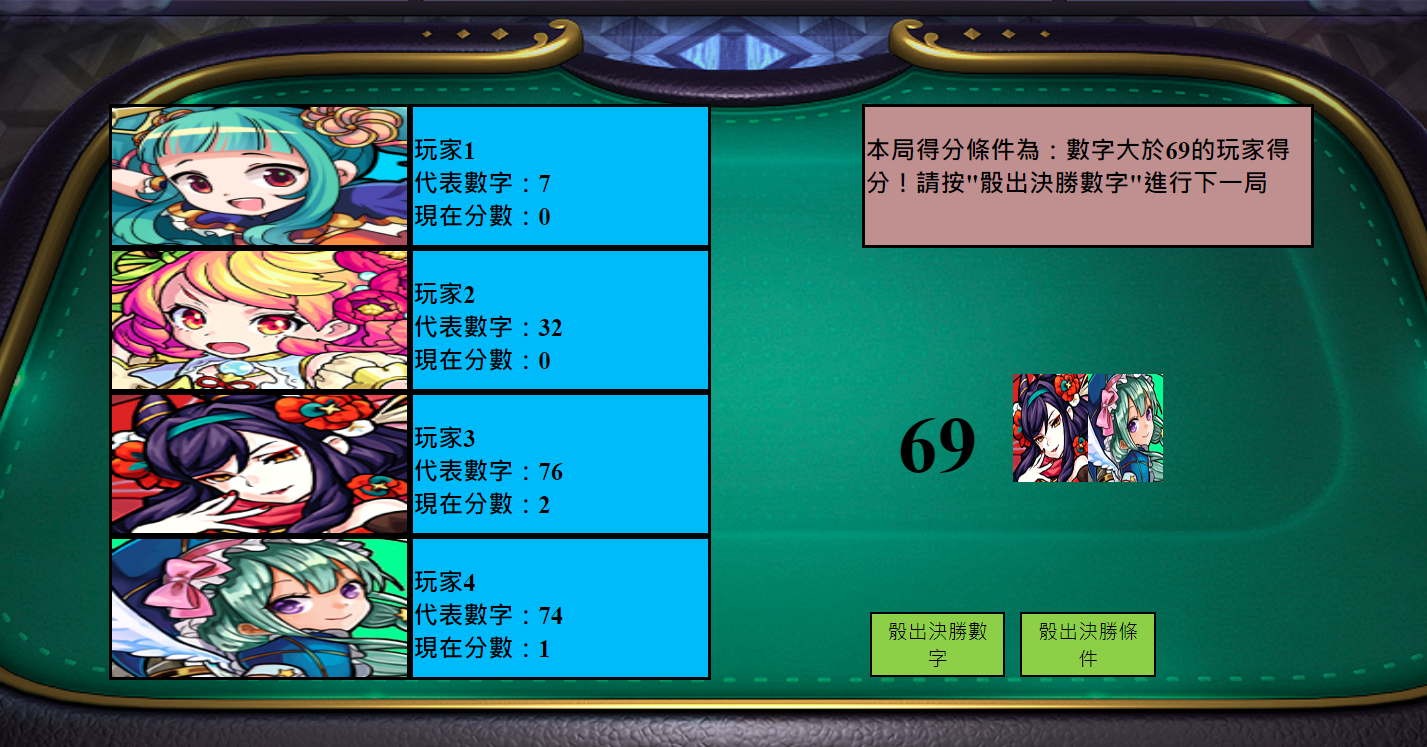 玩家1
代表數字：7
現在分數：0
玩家2
代表數字：32
現在分數：0
玩家3
代表數字：76
現在分數：2
玩家4
代表數字：74
現在分數：1
本局得分條件為：數字大於69的玩家得
分！請按"骰出決勝數字"進行下一局
69
骰出決勝數
字
骰出決勝條
件